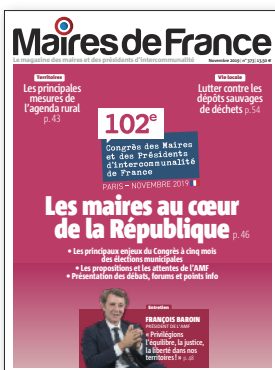 Maires de France
Le magazine des maires et des présidents d'intercommunalité
Novembre 2019 / n° 373 / 13,50 €
Territoires
Les principales
mesures de
l'agenda rural
p. 43
Vie locale
Lutter contre les
dépôts sauvages
de déchets p. 54
102e
Congrès des Maires
et des Présidents
d'intercommunalité
de France
PARIS – NOVEMBRE 2019
Les maires au cœur
de la République p. 46
• Les principaux enjeux du Congrès à cinq mois
des élections municipales
• Les propositions et les attentes de l'AMF
• Présentation des débats, forums et points info
Entretien
FRANÇOIS BAROIN
PRÉSIDENT DE L'AMF
« Privilégions
l'équilibre, la justice,
la liberté dans nos
territoires ! » p. 48